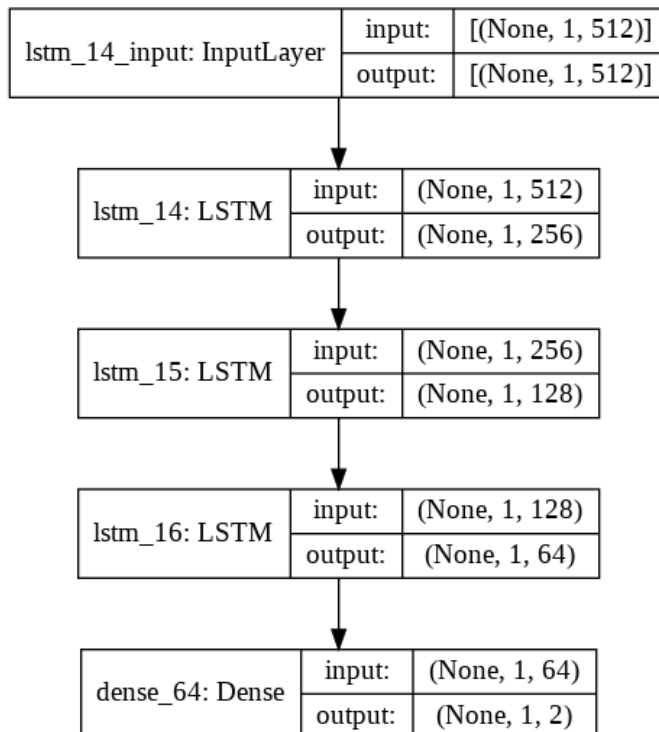 lstm_14_input: InputLayer
input: [(None, 1, 512)]
output: [(None, 1, 512)]
lstm_14: LSTM
input: (None, 1, 512)
output: (None, 1, 256)
lstm_15: LSTM
input: (None, 1, 256)
output: (None, 1, 128)
lstm_16: LSTM
input: (None, 1, 128)
output: (None, 1, 64)
dense_64: Dense
input: (None, 1, 64)
output: (None, 1, 2)